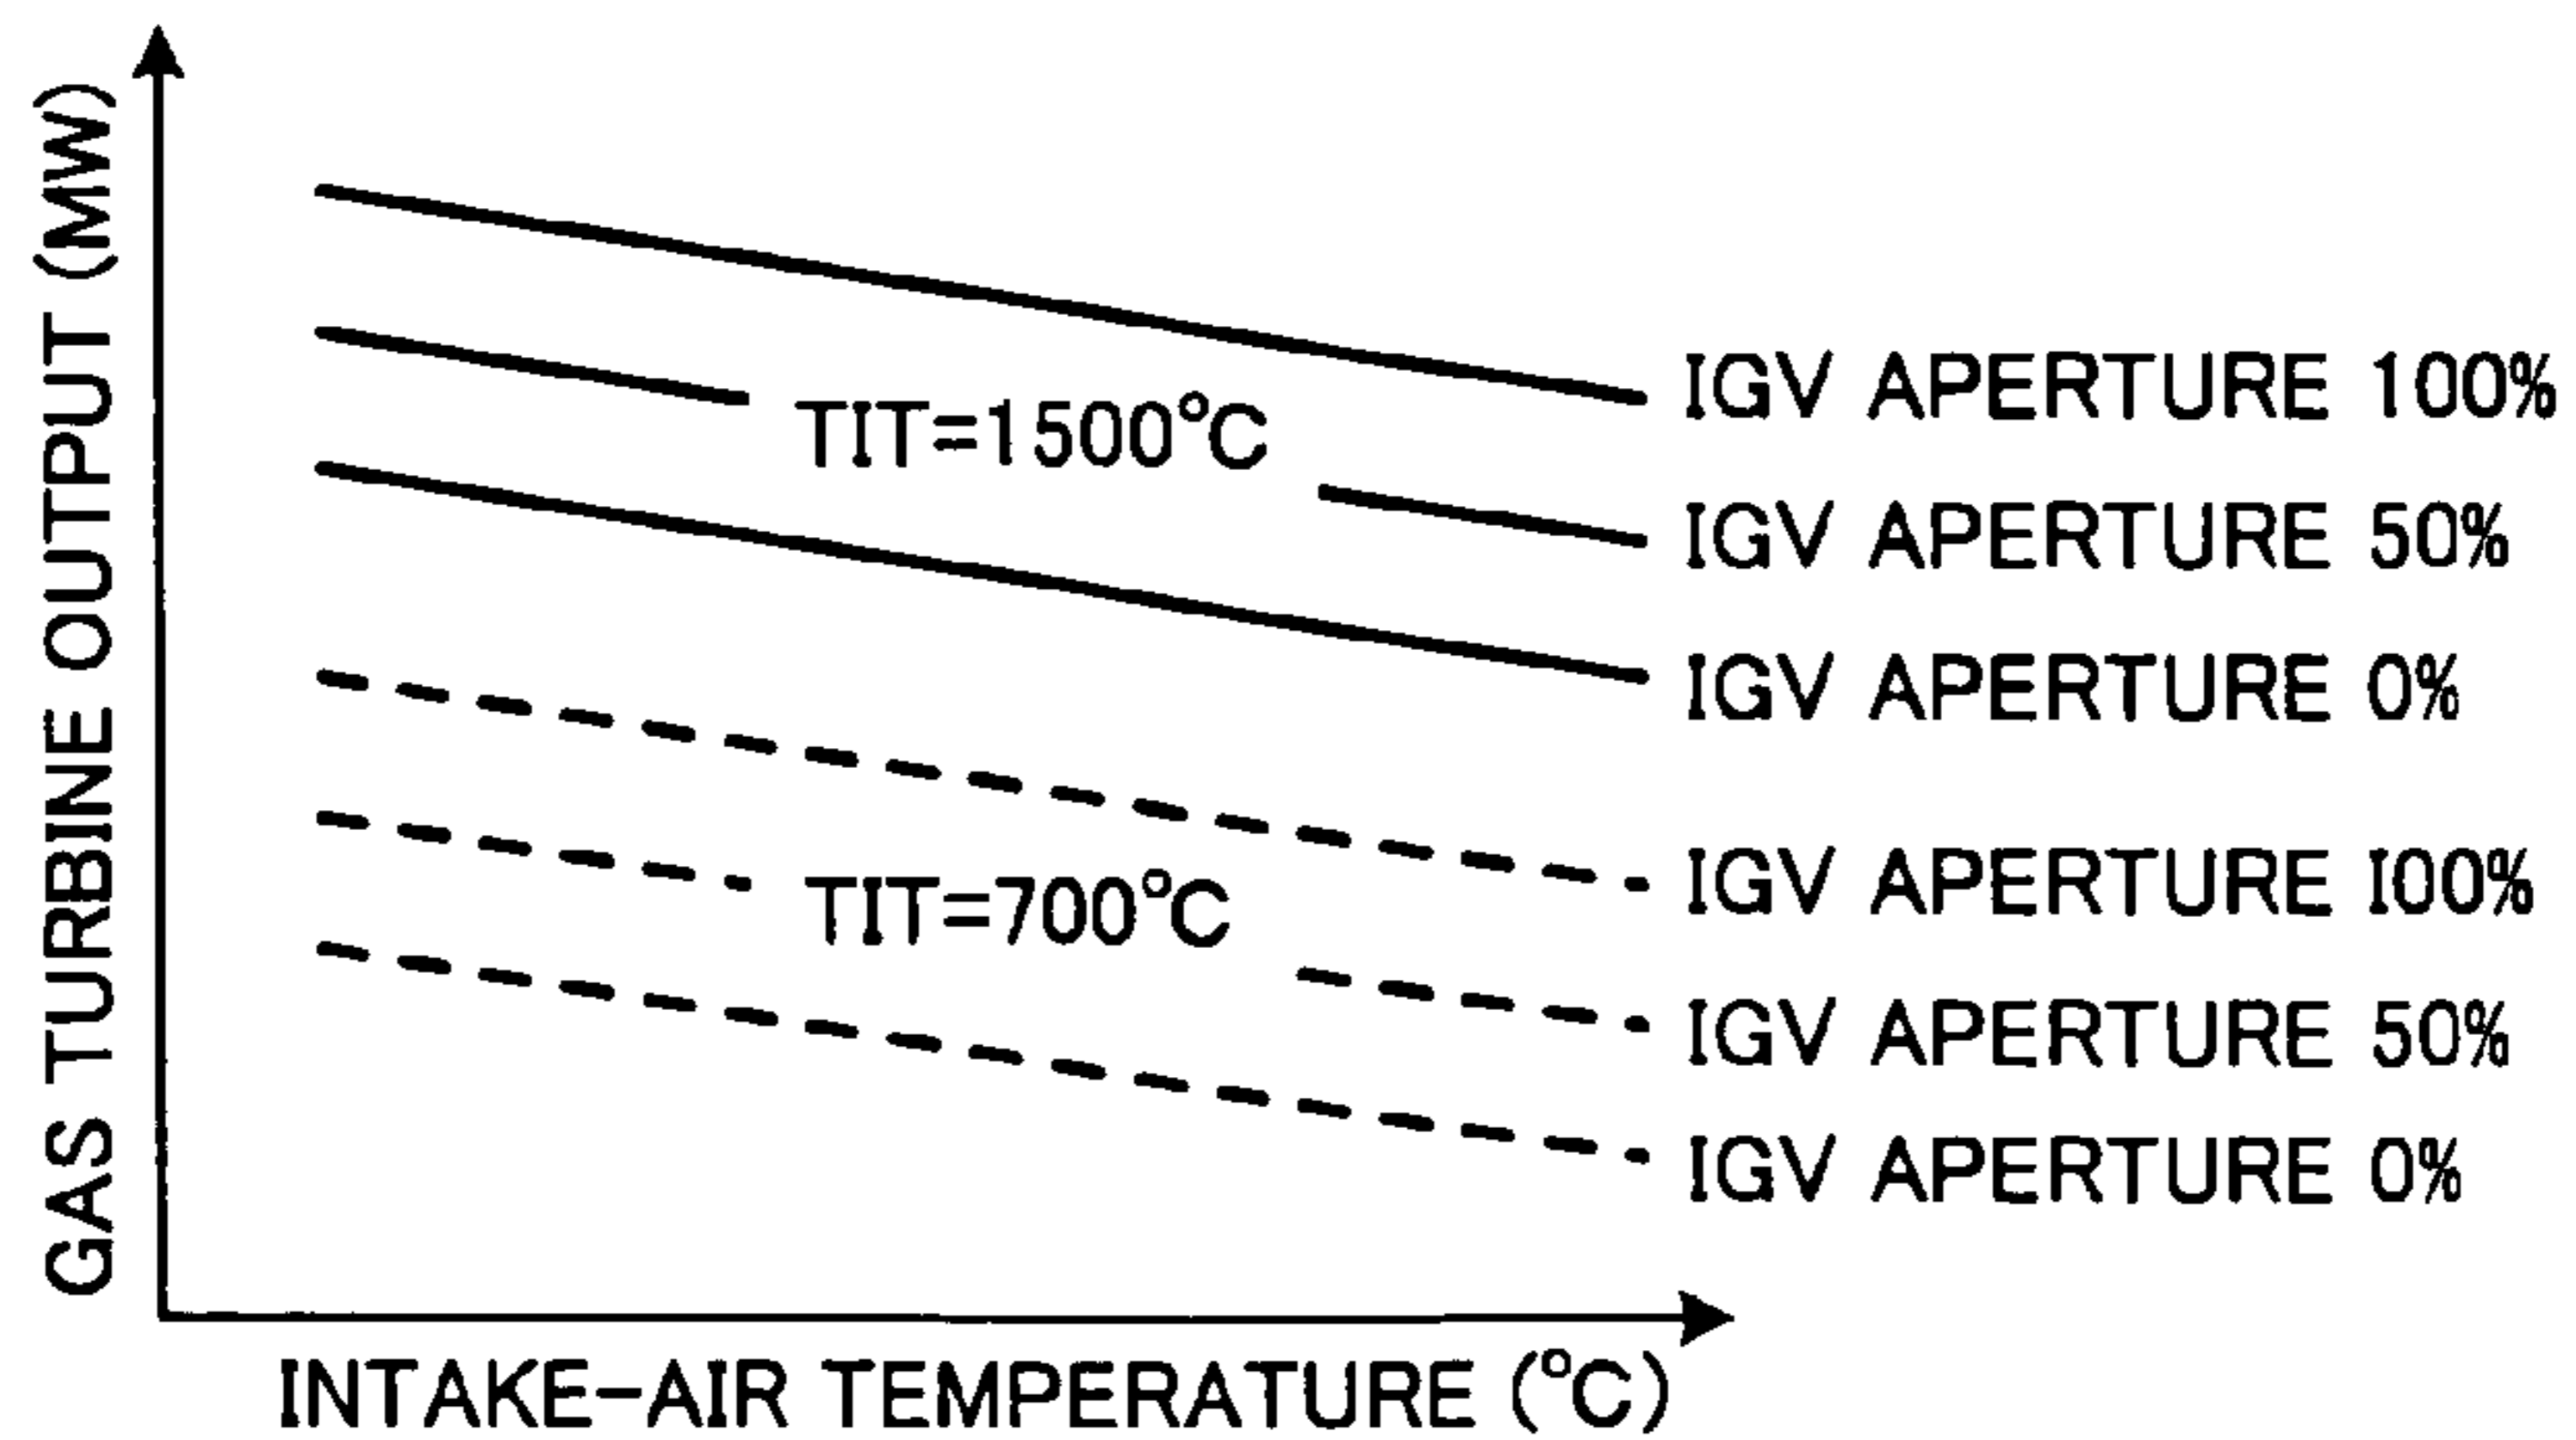 GAS TURBINE OUTPUT (MW)
IGV APERTURE 100%
TIT=1500°C
IGV APERTURE 50%
IGV APERTURE 0%
IGV APERTURE I00%
TIT=700°C
IGV APERTURE 50%
IGV APERTURE 0%
INTAKE-AIR TEMPERATURE (°C)